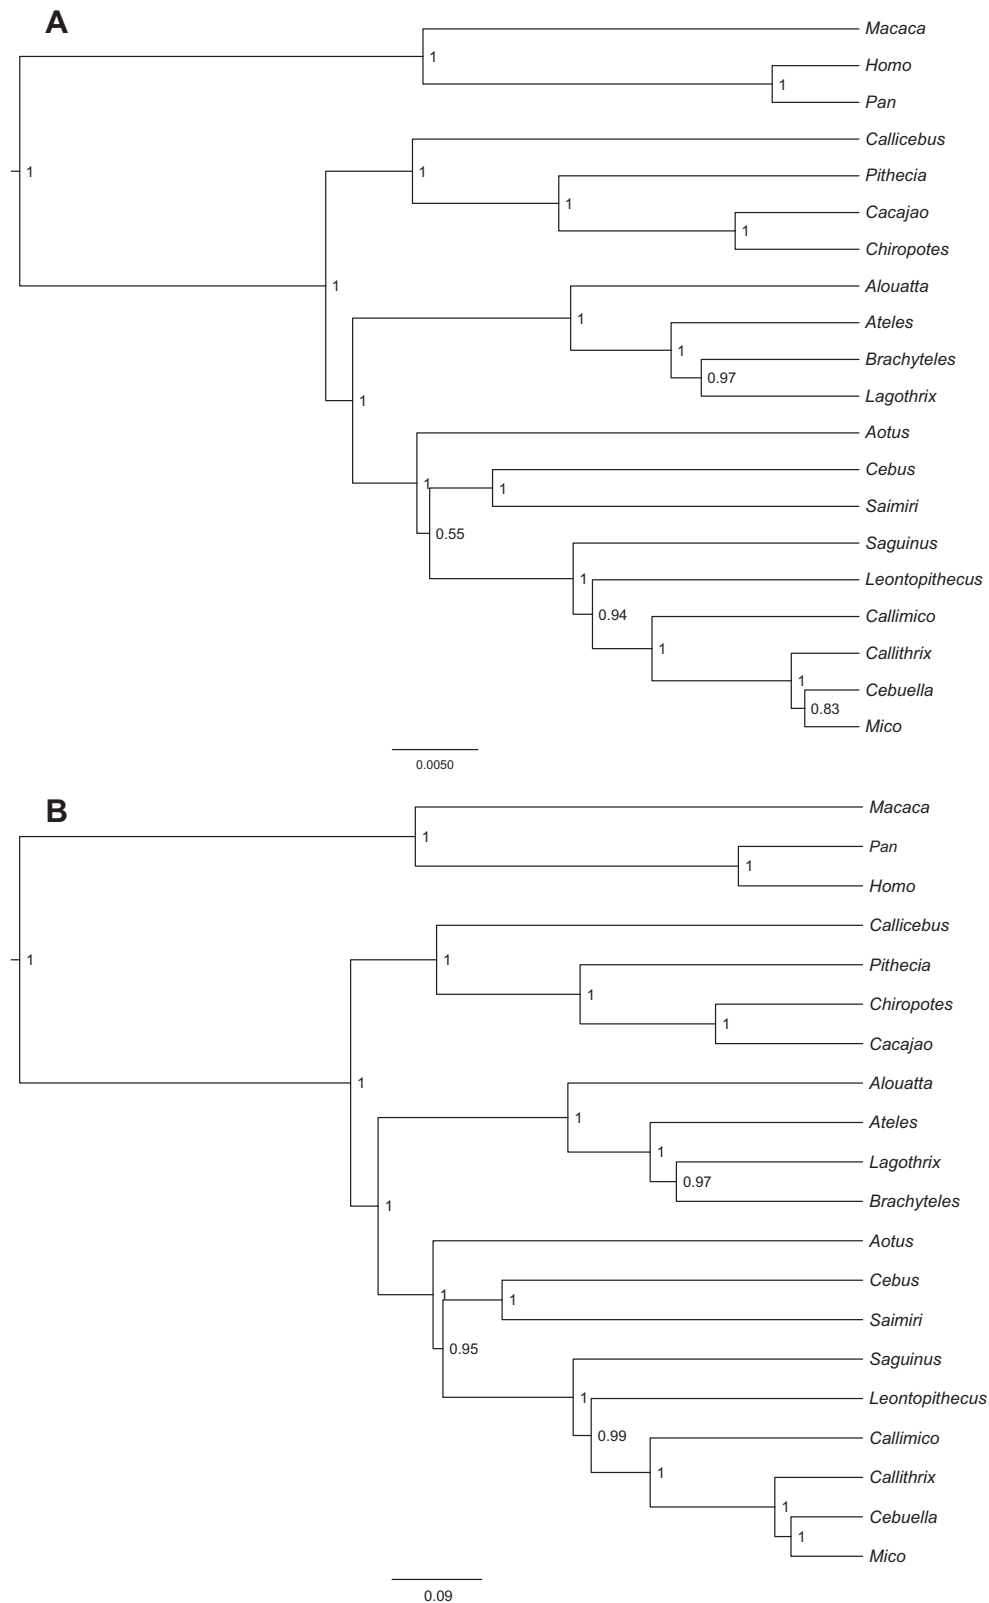 A
Macaca
1
Homo
1
Pan
Callicebus
1
1
Pithecia
1
Cacajao
1
Chiropotes
1
Alouatta
1
Ateles
1
Brachyteles
0.97
Lagothrix
1
Aotus
Cebus
1
1
Saimiri
0.55
Saguinus
1
Leontopithecus
0.94
Callimico
1
Callithrix
1
Cebuella
0.83
Mico
0.0050
B
Macaca
1
Pan
1
Homo
Callicebus
1
1
Pithecia
1
Chiropotes
1
Cacajao
1
Alouatta
1
Ateles
1
Lagothrix
0.97
Brachyteles
1
Aotus
Cebus
1
1
Saimiri
0.95
Saguinus
1
Leontopithecus
0.99
Callimico
1
Callithrix
1
Cebuella
1
Mico
0.09